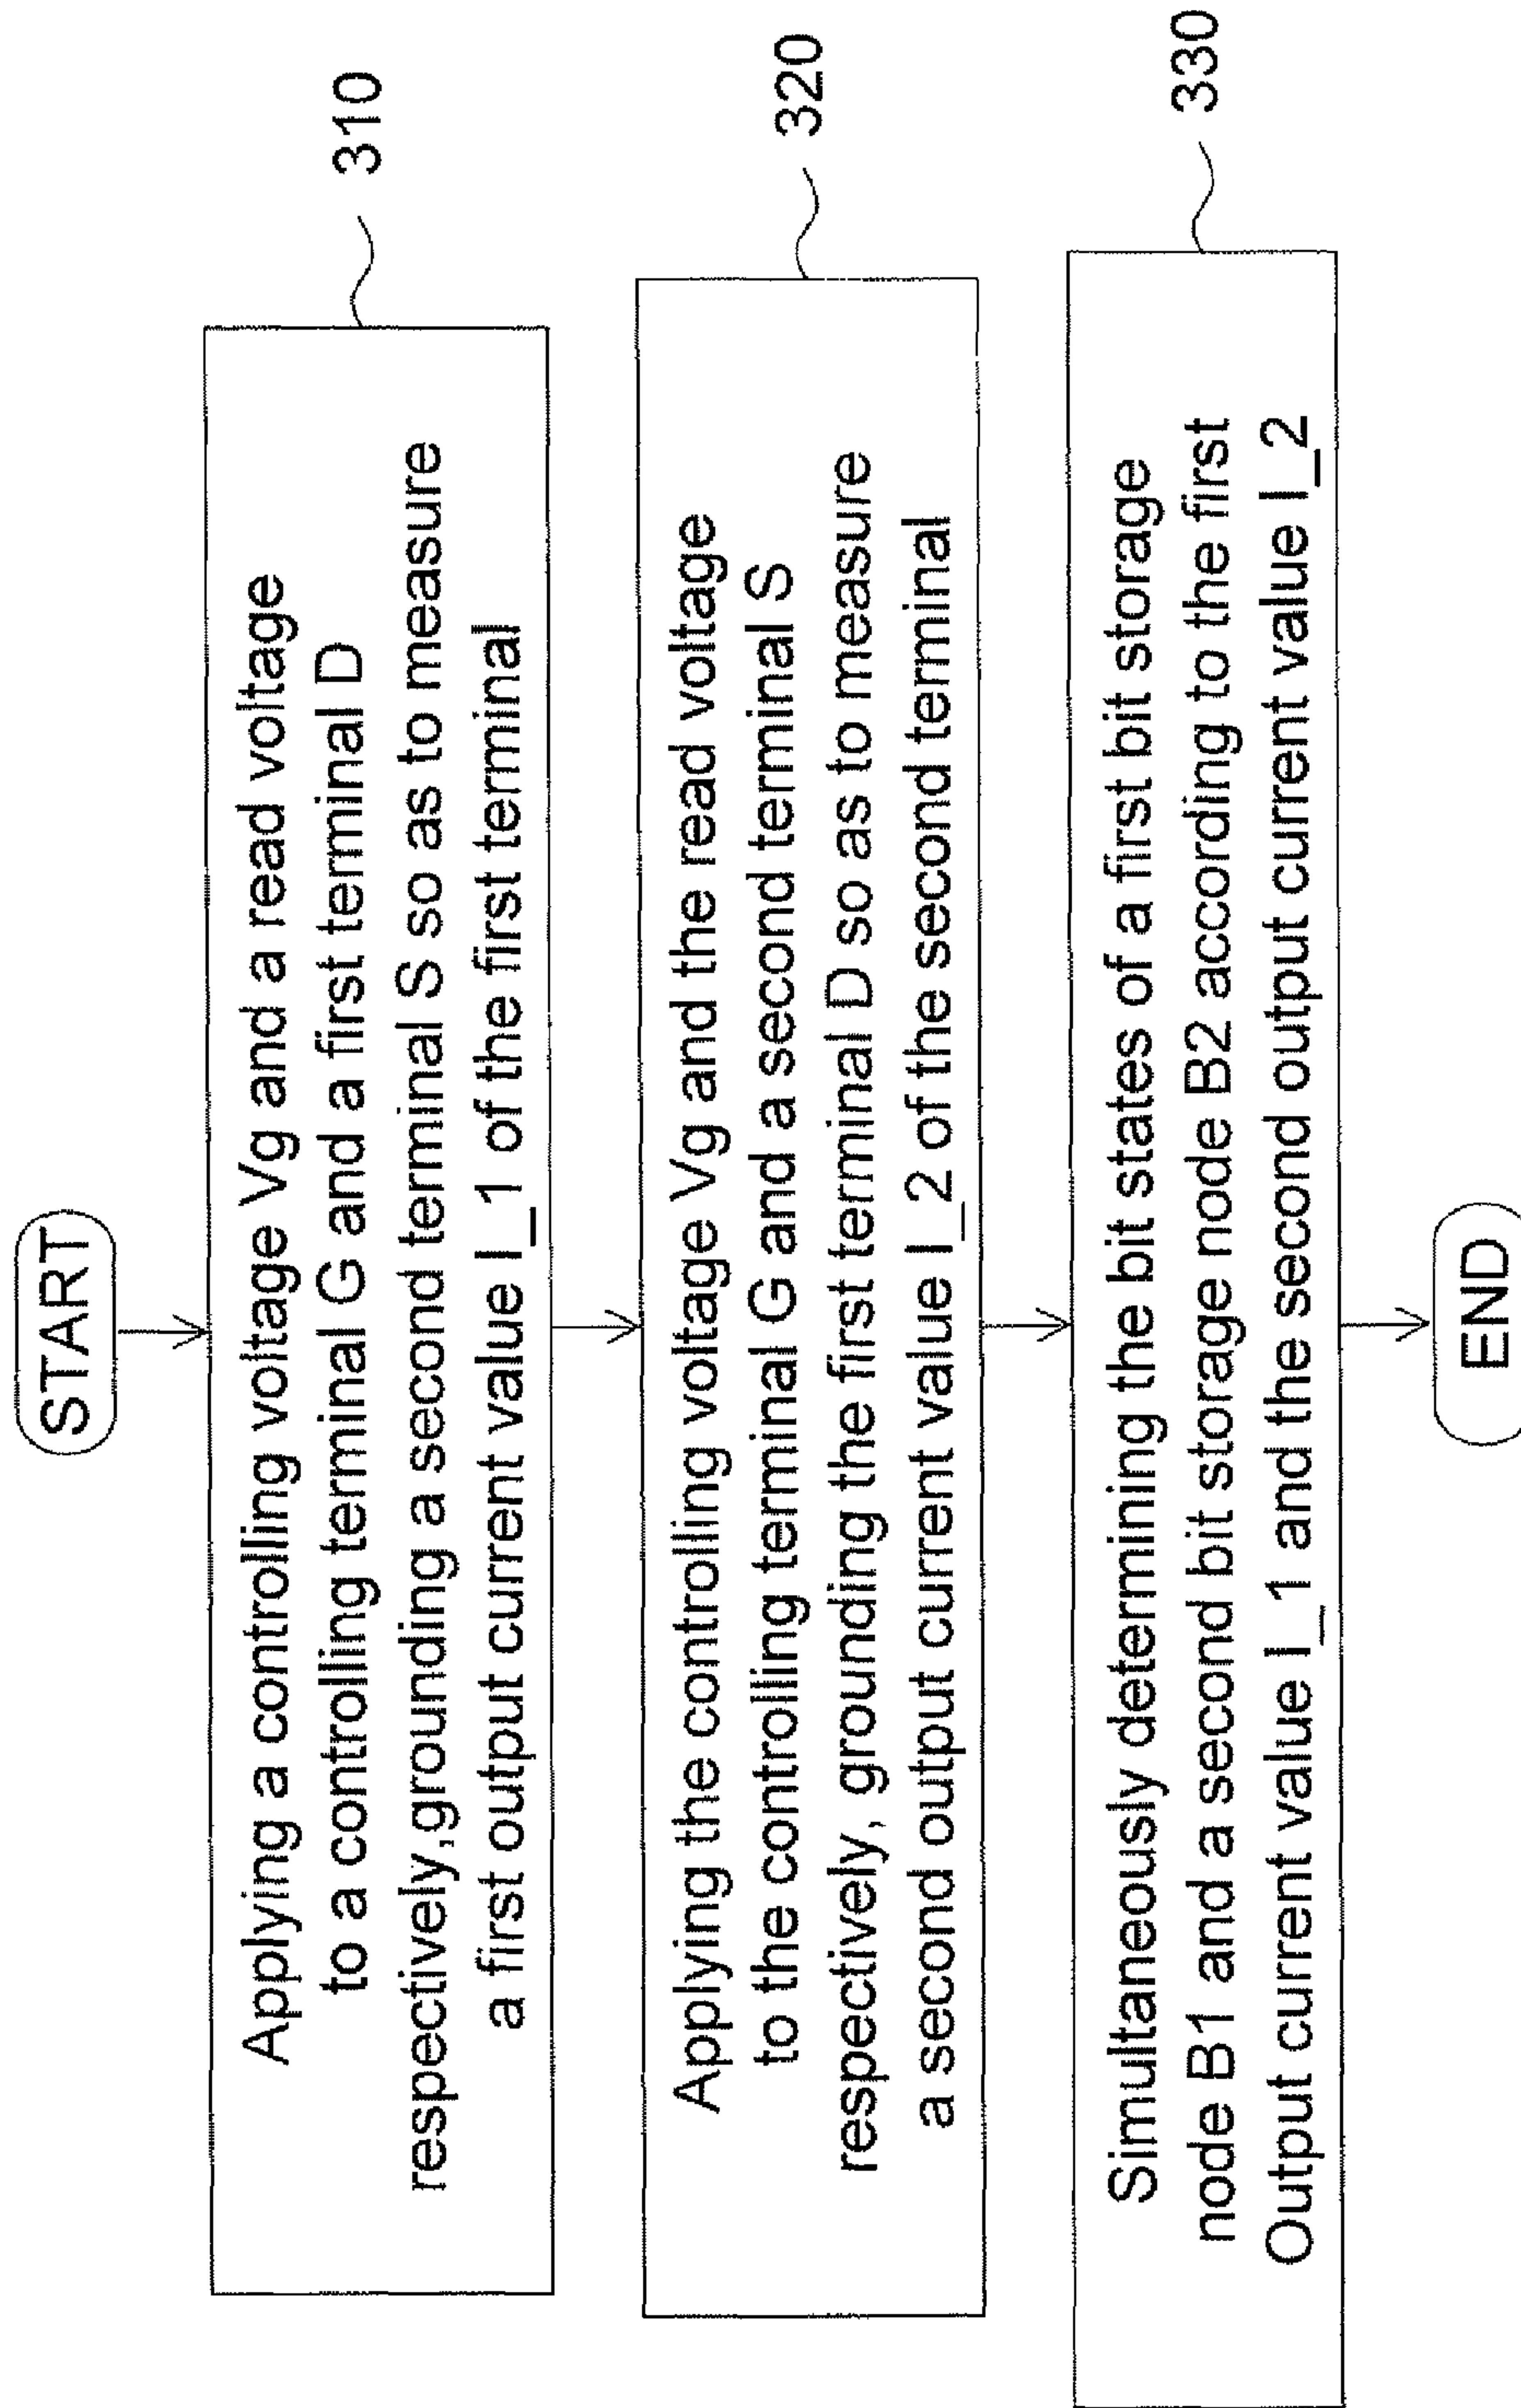 START
Applying a controlling voltage Vg and a read voltage
to a controlling terminal G and a first terminal D
respectively,grounding a second terminal S so as to measure
a first output current value I_1 of the first terminal
310
Applying the controlling voltage Vg and the read voltage
to the controlling terminal G and a second terminal S
respectively, grounding the first terminal D so as to measure
a second output current value I_2 of the second terminal
320
Simultaneously determining the bit states of a first bit storage
node B1 and a second bit storage node B2 according to the first
Output current value I_1 and the second output current value I_2
330
END